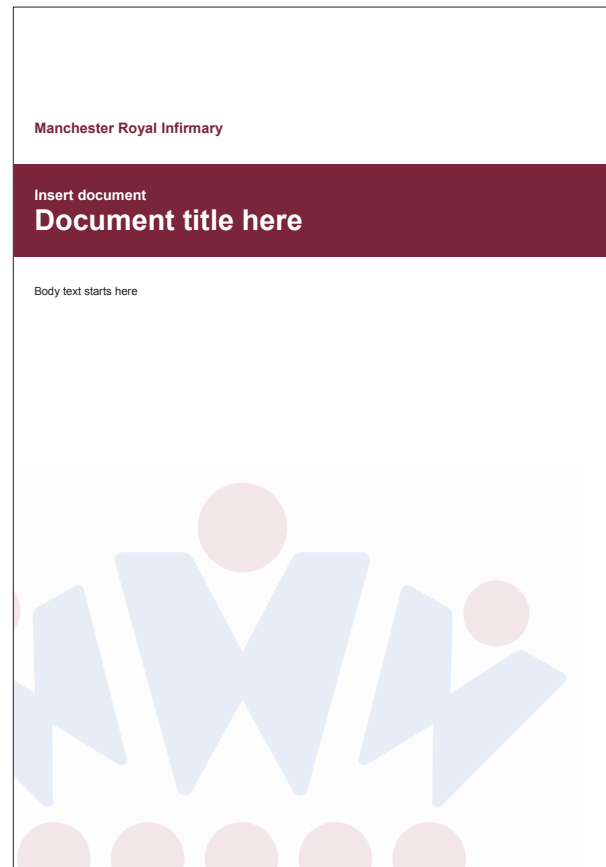 Manchester Royal Infirmary
Insert document
Document title here
Body text starts here